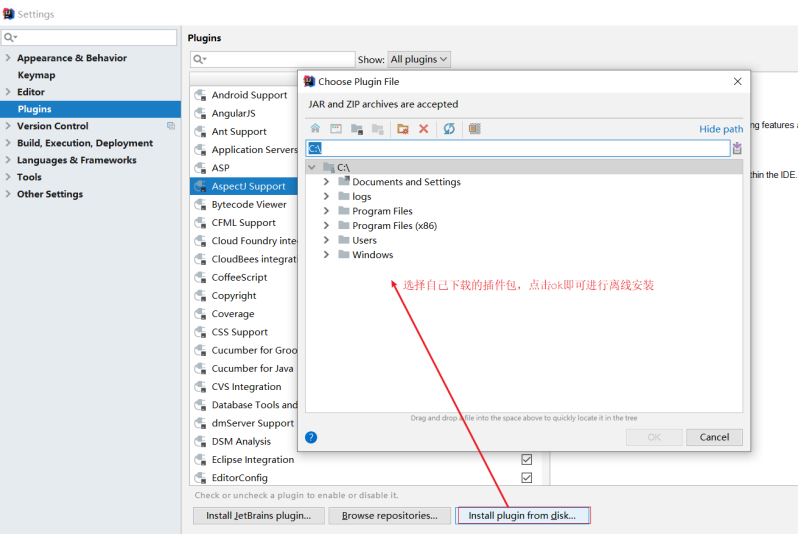 Settings
Plugins
Appearance & Behavior
Keymap
Editor
Plugins
Version Control
Build, Execution, Deployment
Languages & Frameworks
Tools
Other Settings
Show: All plugins
Android Support
AngularJS
Ant Support
Application Servers
ASP
AspectJ Support
Bytecode Viewer
CFML Support
Cloud Foundry inte
CloudBees integrat
CoffeeScript
Copyright
Coverage
CSS Support
Cucumber for Groo
Cucumber for Java
CVS Integration
Database Tools and
dmServer Support
DSM Analysis
Eclipse Integration
EditorConfig
Check or uncheck a plugin to enable or disable it.
Install JetBrains plugin...
Browse repositories...
Install plugin from disk...
Choose Plugin File
JAR and ZIP archives are accepted
Hide path
C:\
C:\
Documents and Settings
logs
Program Files
Program Files (x86)
Users
Windows
选择自己下载的插件包，点击ok即可进行离线安装
Drag and drop a file into the space above to quickly locate it in the tree
OK
Cancel
ng features a
thin the IDE.